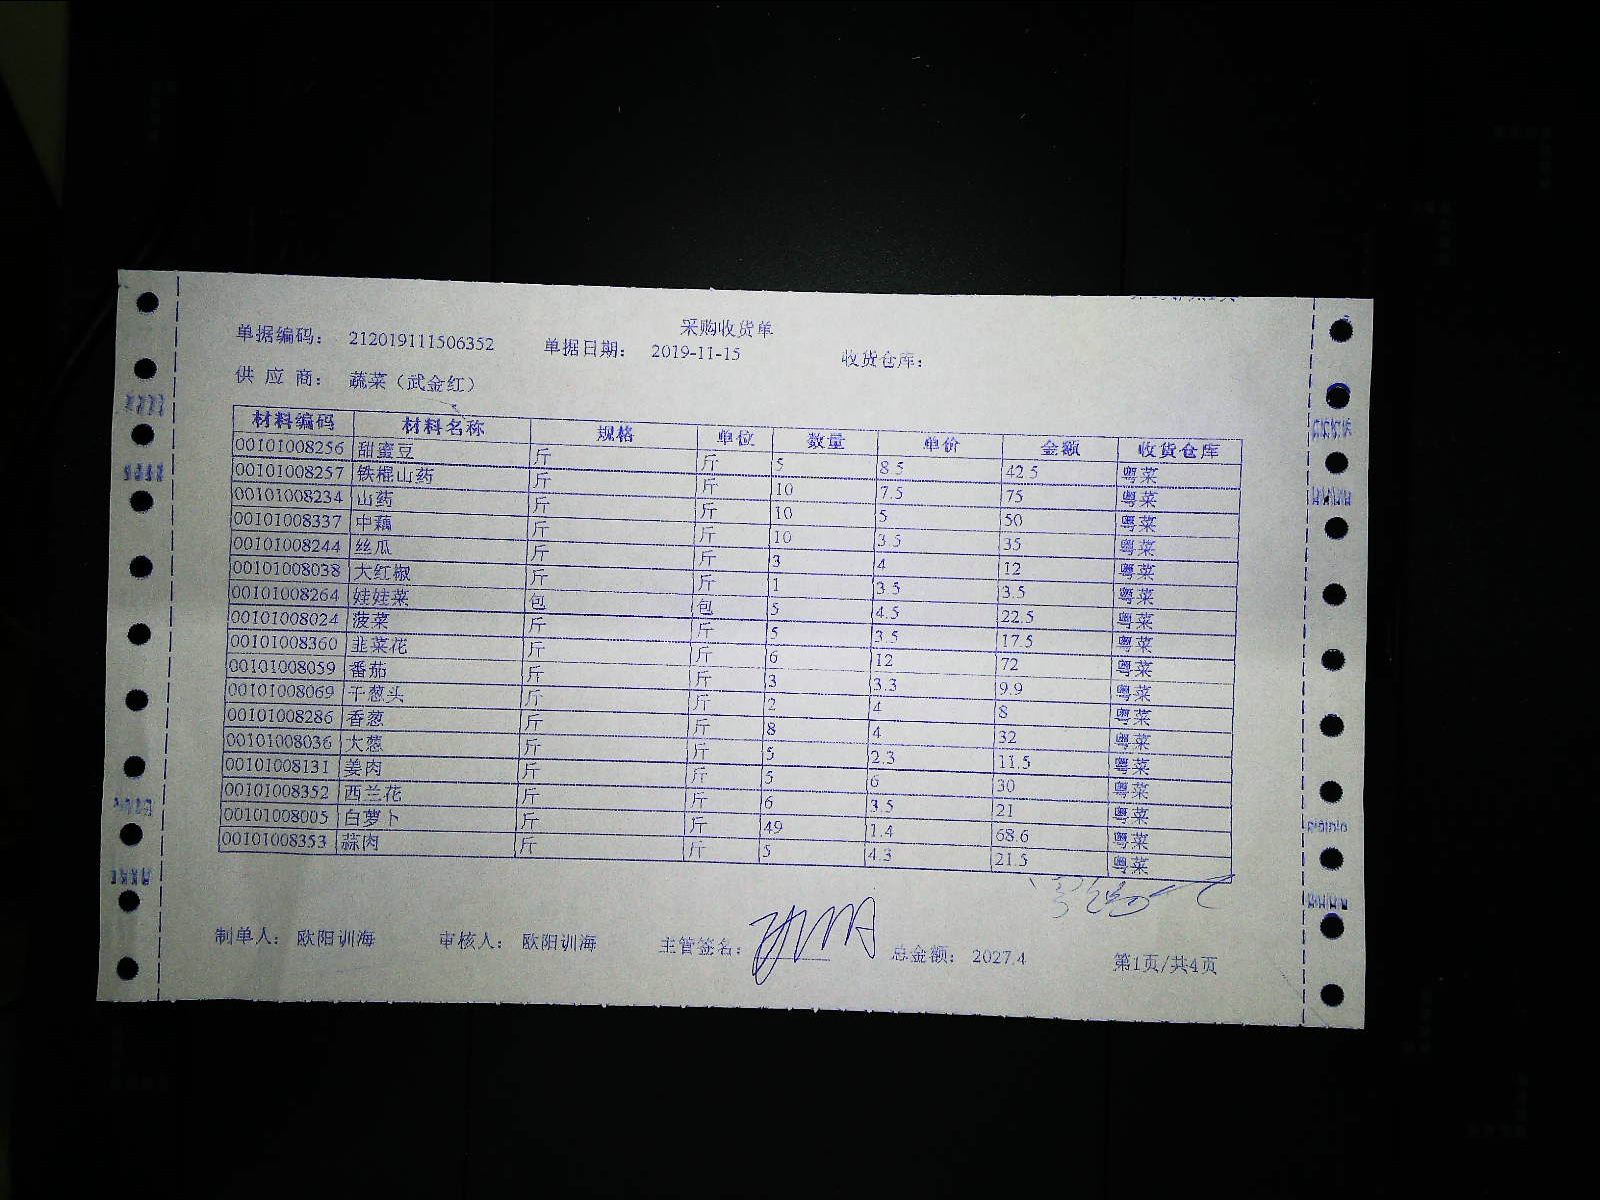 采购收货单
单据编码： 212019111506352 单据日期： 2019-11-15 收货仓库：
供 应 商： 蔬菜（武金红）
材料编码 材料名称 规格 单位 数量 单价 金额 收货仓库
00101008256 甜蜜豆 斤 斤 5 8.5 42.5 粤菜
00101008257 铁棍山药 斤 斤 10 7.5 75 粤菜
00101008234 山药 斤 斤 10 5 50 粤菜
00101008337 中藕 斤 斤 10 3.5 35 粤菜
00101008244 丝瓜 斤 斤 3 4 12 粤菜
00101008038 大红椒 斤 斤 1 3.5 3.5 粤菜
00101008264 娃娃菜 包 包 5 4.5 22.5 粤菜
00101008024 菠菜 斤 斤 5 3.5 17.5 粤菜
00101008360 韭菜花 斤 斤 6 12 72 粤菜
00101008059 番茄 斤 斤 3 3.3 9.9 粤菜
00101008069 干葱头 斤 斤 2 4 8 粤菜
00101008286 香葱 斤 斤 8 4 32 粤菜
00101008036 大葱 斤 斤 5 2.3 11.5 粤菜
00101008131 姜肉 斤 斤 5 6 30 粤菜
00101008352 西兰花 斤 斤 6 3.5 21 粤菜
00101008005 白萝卜 斤 斤 49 1.4 68.6 粤菜
00101008353 蒜肉 斤 斤 5 4.3 21.5 粤菜
制单人： 欧阳训海 审核人： 欧阳训海 主管签名： 总金额： 2027.4 第1页/共4页